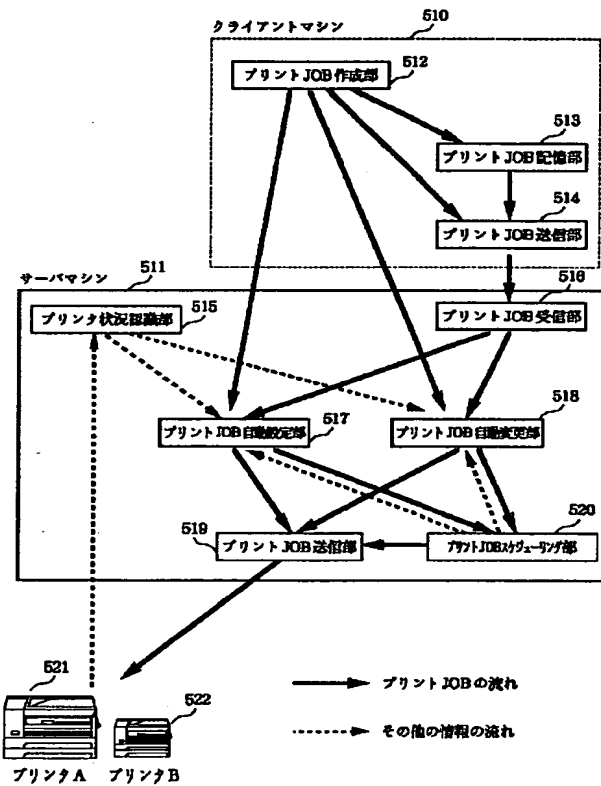 510
クライアントマシン
プリントJOB作成部
512
513
プリントJOB記憶部
514
プリントJOB送信部
サーバマシン
511
516
プリンタ状況認識部
515
プリントJOB受信部
プリントJOB自動設定部
517
プリントJOB自動変更部
518
519
プリントJOB送信部
520
プリントJOBスケジューリング部
521
522
プリンタA
プリンタB
プリントJOBの流れ
その他の情報の流れ